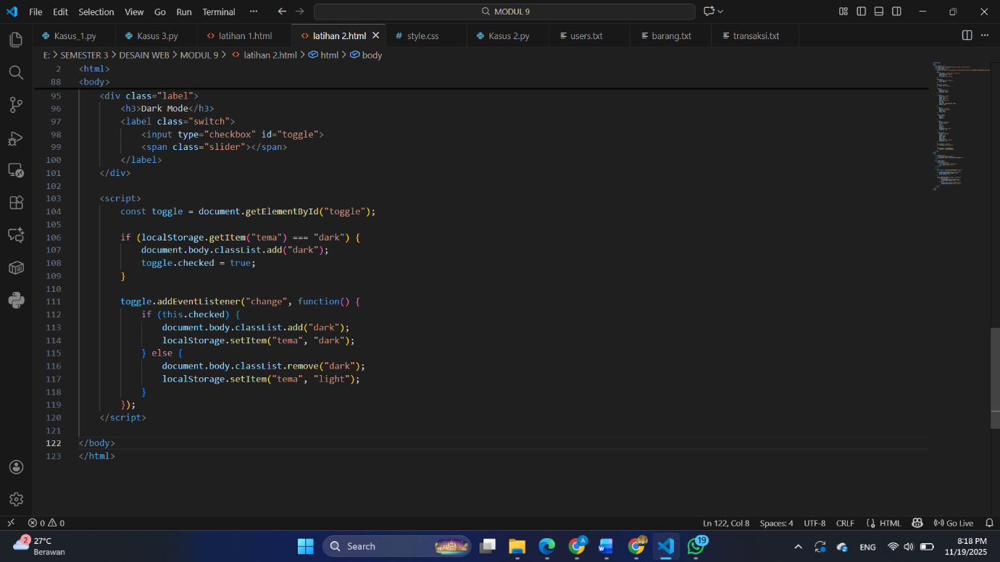 File Edit Selection View Go Run Terminal ··· MODUL 9
Kasus_1.py Kasus 3.py latihan 1.html latihan 2.html style.css Kasus 2.py users.txt barang.txt transaksi.txt
E: > SEMESTER 3 > DESAIN WEB > MODUL 9 > latihan 2.html > html > body
2 <html>
88 <body>
95 <div class="label">
96 <h3>Dark Mode</h3>
97 <label class="switch">
98 <input type="checkbox" id="toggle">
99 <span class="slider"></span>
100 </label>
101 </div>
102
103 <script>
104 const toggle = document.getElementById("toggle");
105
106 if (localStorage.getItem("tema") === "dark") {
107 document.body.classList.add("dark");
108 toggle.checked = true;
109 }
110
111 toggle.addEventListener("change", function() {
112 if (this.checked) {
113 document.body.classList.add("dark");
114 localStorage.setItem("tema", "dark");
115 } else {
116 document.body.classList.remove("dark");
117 localStorage.setItem("tema", "light");
118 }
119 });
120 </script>
121
122 </body>
123 </html>
0 0 Ln 122, Col 8 Spaces: 4 UTF-8 CRLF {} HTML Go Live
2 27°C Search A 19 ENG 8:18 PM
Berawan 11/19/2025